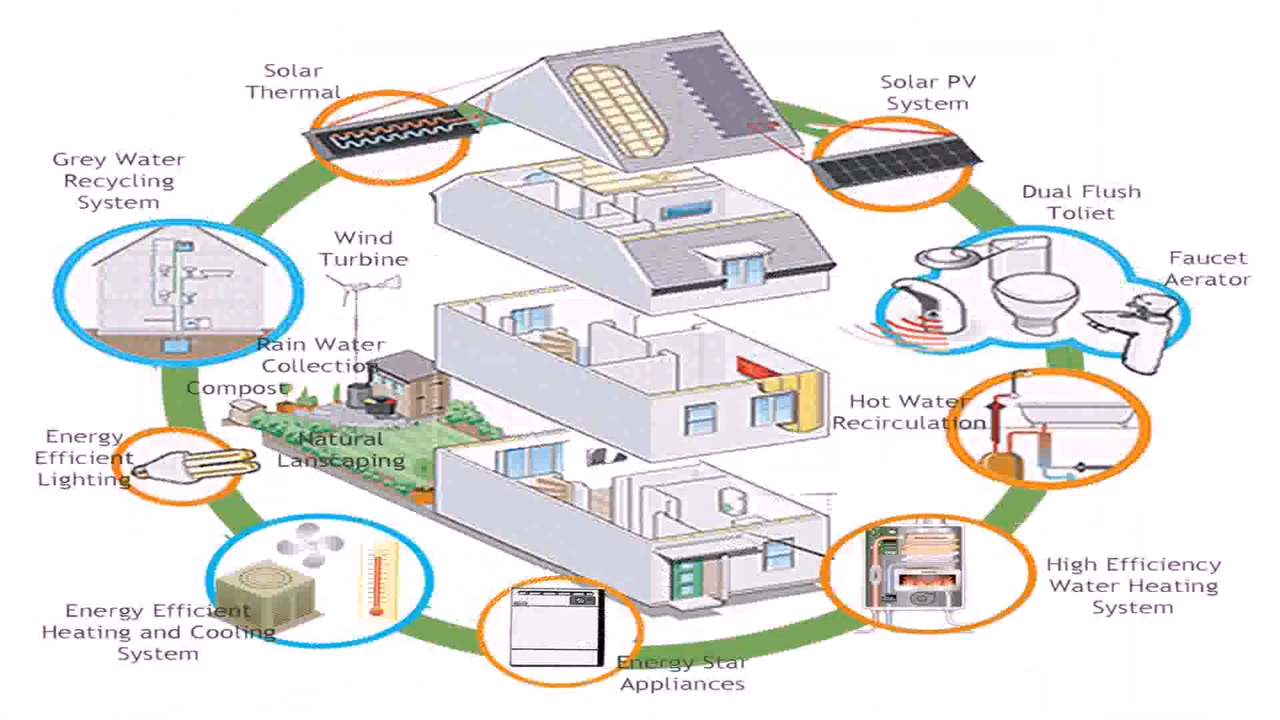 Solar
Thermal
Solar PV
System
Grey Water
Recycling
System
Dual Flush
Toliet
Wind
Turbine
Faucet
Aerator
Rain Water
Collection
Compost
Hot Water
Recirculation
Energy
Efficient
Lighting
Natural
Lanscaping
High Efficiency
Water Heating
System
Energy Efficient
Heating and Cooling
System
Energy Star
Appliances